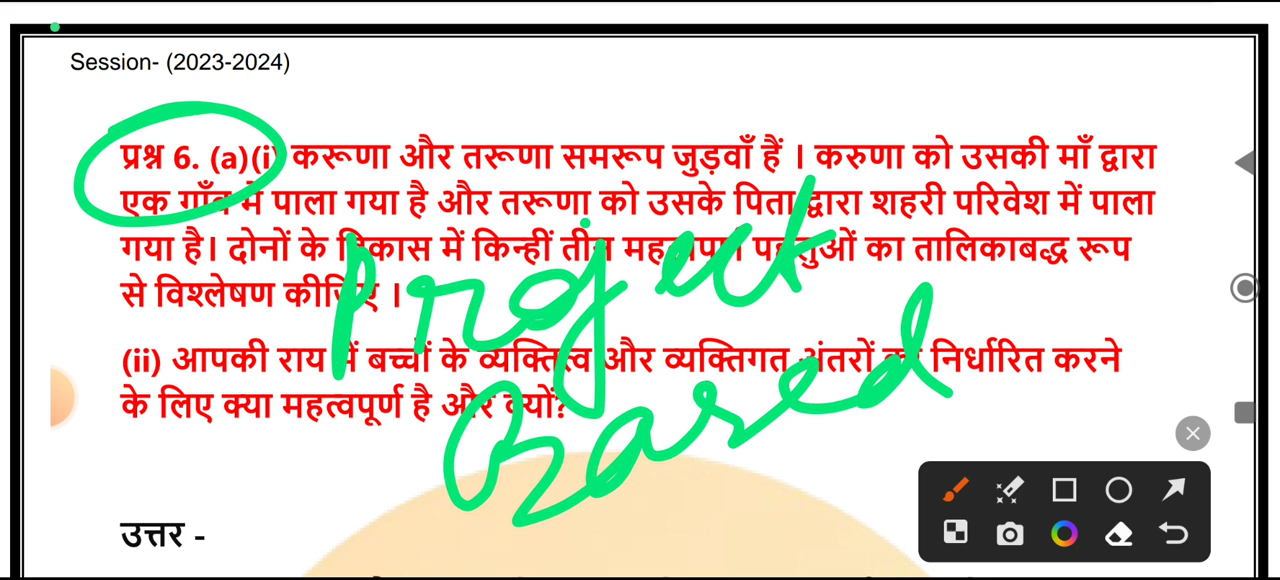 Session- (2023-2024)
प्रश्न 6. (a)(i) करूणा और तरूणा समरूप जुड़वाँ हैं । करुणा को उसकी माँ द्वारा
एक गाँव में पाला गया है और तरूणा को उसके पिता द्वारा शहरी परिवेश में पाला
गया है। दोनों के विकास में किन्हीं तीन महत्वपूर्ण पहलुओं का तालिकाबद्ध रूप
से विश्लेषण कीजिए ।
(ii) आपकी राय में बच्चों के व्यक्तित्व और व्यक्तिगत अंतरों को निर्धारित करने
के लिए क्या महत्वपूर्ण है और क्यों?
Project
Based
उत्तर -